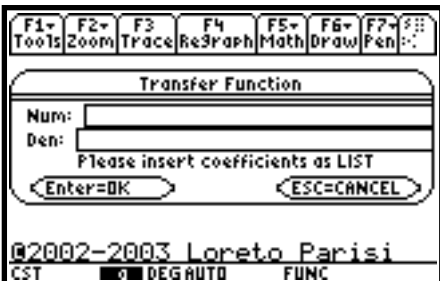 F1▾ F2▾ F3 F4 F5▾ F6▾ F7▾
Tools Zoom Trace ReGraph Math Draw Pen
Transfer Function
Num:
Den:
Please insert coefficients as LIST
Enter=OK ESC=CANCEL
@2002-2003 Loreto Parisi
CST DEG AUTO FUNC